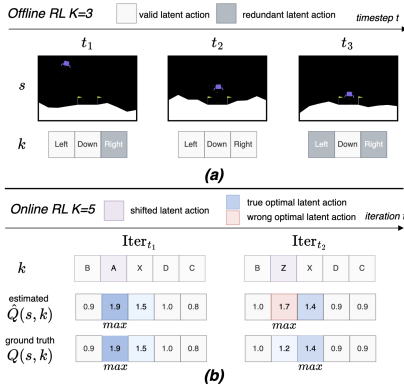 Offline RL K=3
valid latent action
redundant latent action
timestep t
t₁ t₂ t₃
s
k
Left Down Right
Left Down Right
Left Down Right
(a)
Online RL K=5
shifted latent action
true optimal latent action
wrong optimal latent action
iteration t
Iter_{t₁} Iter_{t₂}
k B A X D C B Z X D C
estimated
Q̂(s, k) 0.9 1.9 1.5 1.0 0.8 1.0 1.7 1.4 0.9 0.9
max max
ground truth
Q(s, k) 0.9 1.9 1.5 1.0 0.8 1.0 1.2 1.4 0.9 0.9
max max
(b)